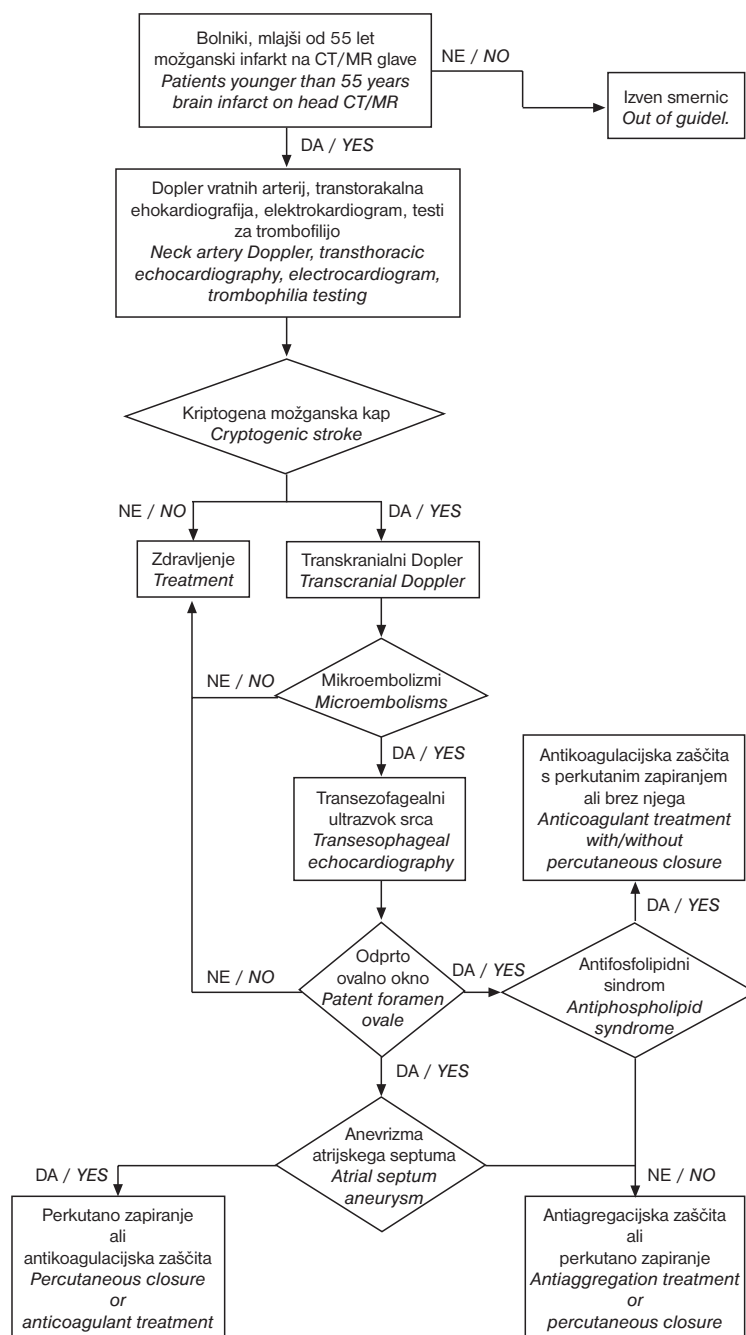 Bolniki, mlajši od 55 let
možganski infarkt na CT/MR glave
Patients younger than 55 years
brain infarct on head CT/MR
NE / NO
Izven smernic
Out of guidel.
DA / YES
Dopler vratnih arterij, transtorakalna
ehokardiografija, elektrokardiogram, testi
za trombofilijo
Neck artery Doppler, transthoracic
echocardiography, electrocardiogram,
trombophilia testing
Kriptogena možganska kap
Cryptogenic stroke
NE / NO
DA / YES
Zdravljenje
Treatment
Transkranialni Dopler
Transcranial Doppler
NE / NO
Mikroembolizmi
Microembolisms
DA / YES
Transezofagealni
ultrazvok srca
Transesophageal
echocardiography
Antikoagulacijska zaščita
s perkutanim zapiranjem
ali brez njega
Anticoagulant treatment
with/without
percutaneous closure
DA / YES
NE / NO
Odprto
ovalno okno
Patent foramen
ovale
DA / YES
Antifosfolipidni
sindrom
Antiphospholipid
syndrome
DA / YES
Anevrizma
atrijskega septuma
Atrial septum
aneurysm
DA / YES
NE / NO
Perkutano zapiranje
ali
antikoagulacijska zaščita
Percutaneous closure
or
anticoagulant treatment
Antiagregacijska zaščita
ali
perkutano zapiranje
Antiaggregation treatment
or
percutaneous closure